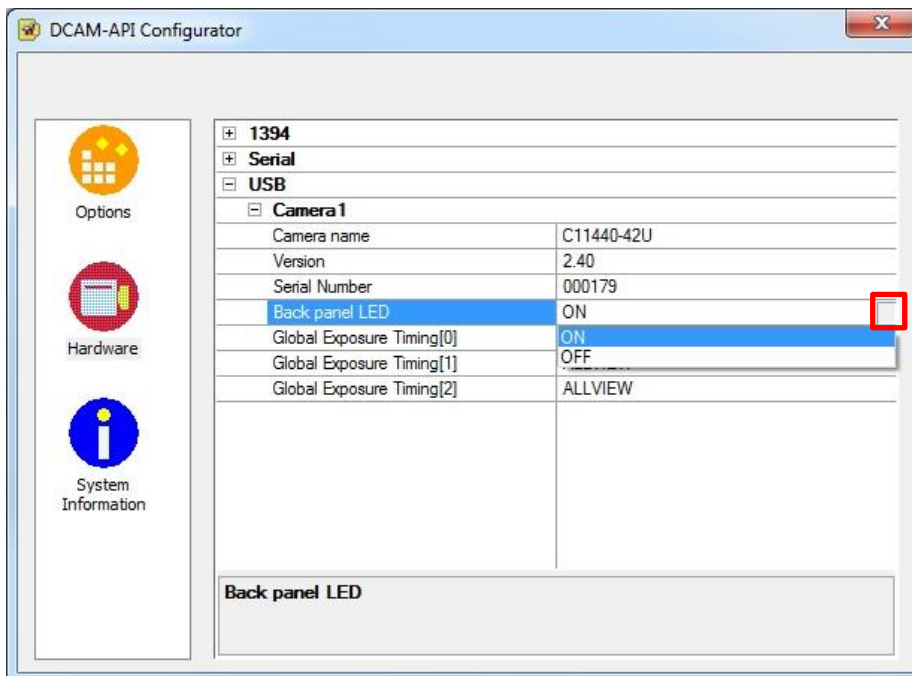 DCAM-API Configurator
Options
Hardware
System
Information
1394
Serial
USB
Camera1
Camera name C11440-42U
Version 2.40
Serial Number 000179
Back panel LED ON
ON
OFF
Global Exposure Timing[0]
Global Exposure Timing[1]
Global Exposure Timing[2] ALLVIEW
Back panel LED